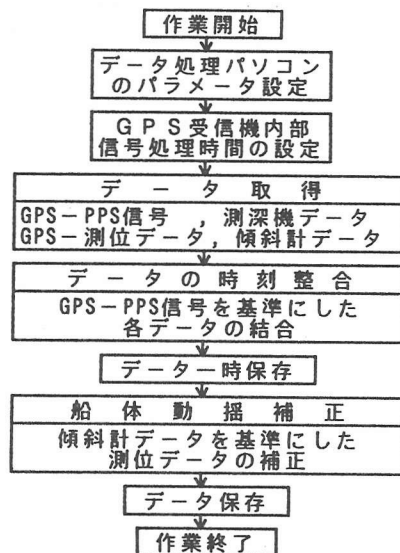 作業開始
データ処理パソコン
のパラメータ設定
GPS受信機内部
信号処理時間の設定
データ取得
GPS-PPS信号 , 測深機データ
GPS-測位データ, 傾斜計データ
データの時刻整合
GPS-PPS信号を基準にした
各データの結合
データ一時保存
船体動揺補正
傾斜計データを基準にした
測位データの補正
データ保存
作業終了